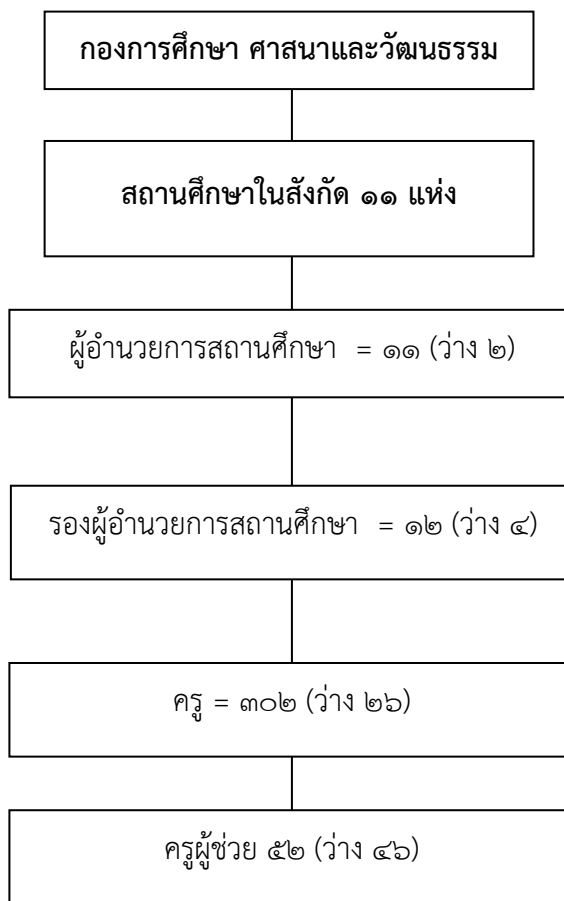 กองการศึกษา ศาสนาและวัฒนธรรม
สถานศึกษาในสังกัด ๑๑ แห่ง
ผู้อำนวยการสถานศึกษา = ๑๑ (ว่าง ๒)
รองผู้อำนวยการสถานศึกษา = ๑๒ (ว่าง ๔)
ครู = ๓๐๒ (ว่าง ๒๖)
ครูผู้ช่วย ๕๒ (ว่าง ๔๖)